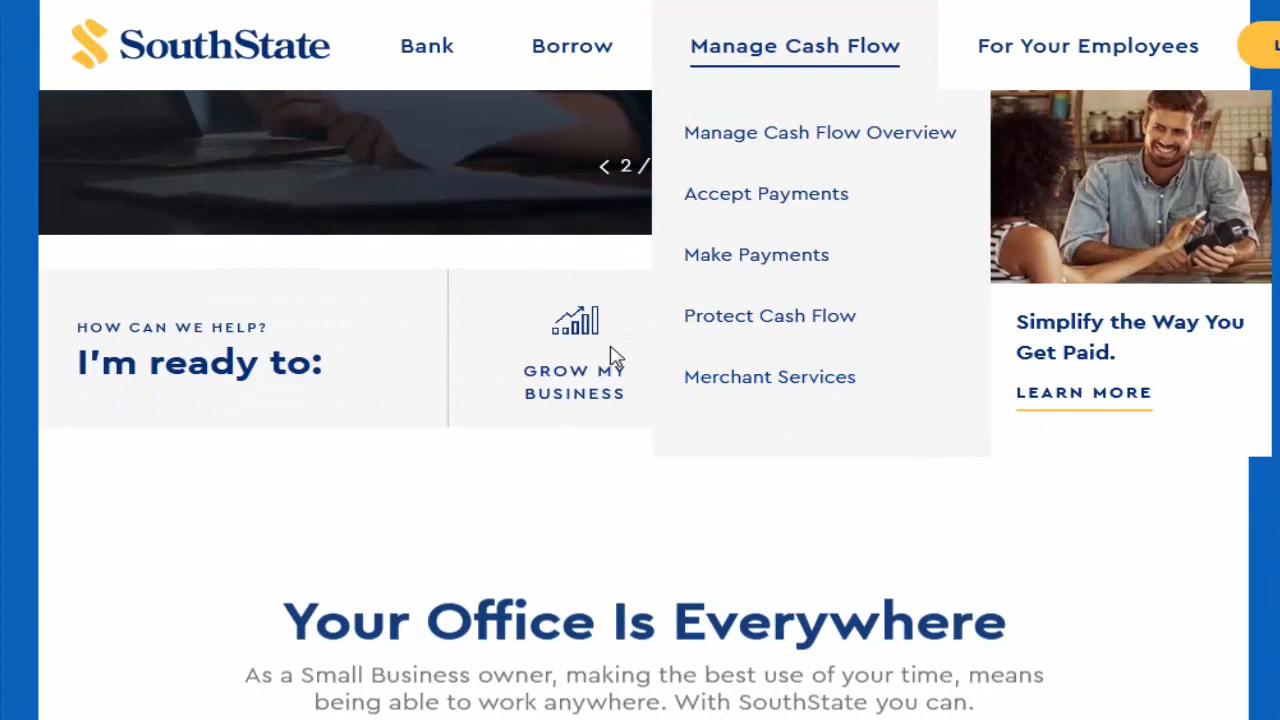 SouthState
Bank
Borrow
Manage Cash Flow
For Your Employees
L
< 2 /
Manage Cash Flow Overview
Accept Payments
Make Payments
Protect Cash Flow
Merchant Services
Simplify the Way You
Get Paid.
LEARN MORE
HOW CAN WE HELP?
I'm ready to:
GROW MY
BUSINESS
Your Office Is Everywhere
As a Small Business owner, making the best use of your time, means
being able to work anywhere. With SouthState you can.